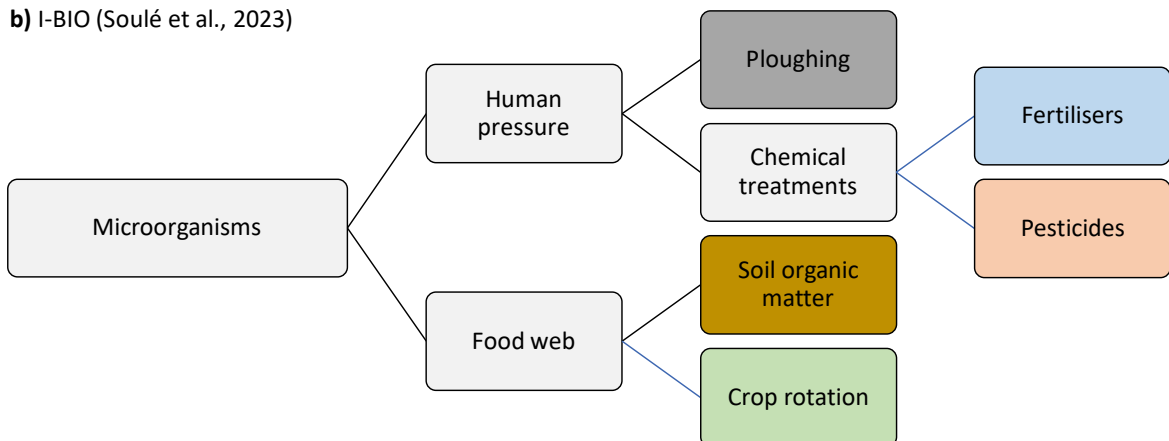 b) I-BIO (Soulé et al., 2023)
Ploughing
Human
pressure
Fertilisers
Chemical
treatments
Microorganisms
Pesticides
Soil organic
matter
Food web
Crop rotation